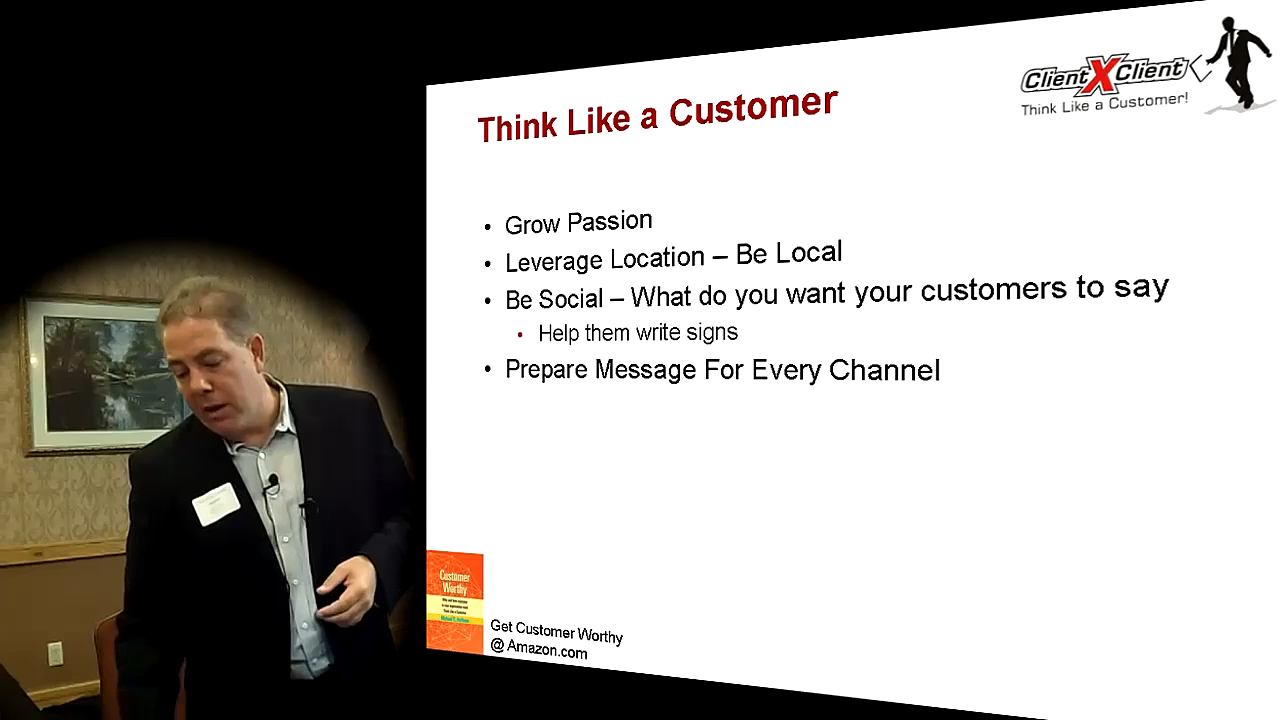 Think Like a Customer
ClientXClient
Think Like a Customer!
• Grow Passion
• Leverage Location – Be Local
• Be Social – What do you want your customers to say
• Help them write signs
• Prepare Message For Every Channel
Customer
Worthy
Get Customer Worthy
@ Amazon.com